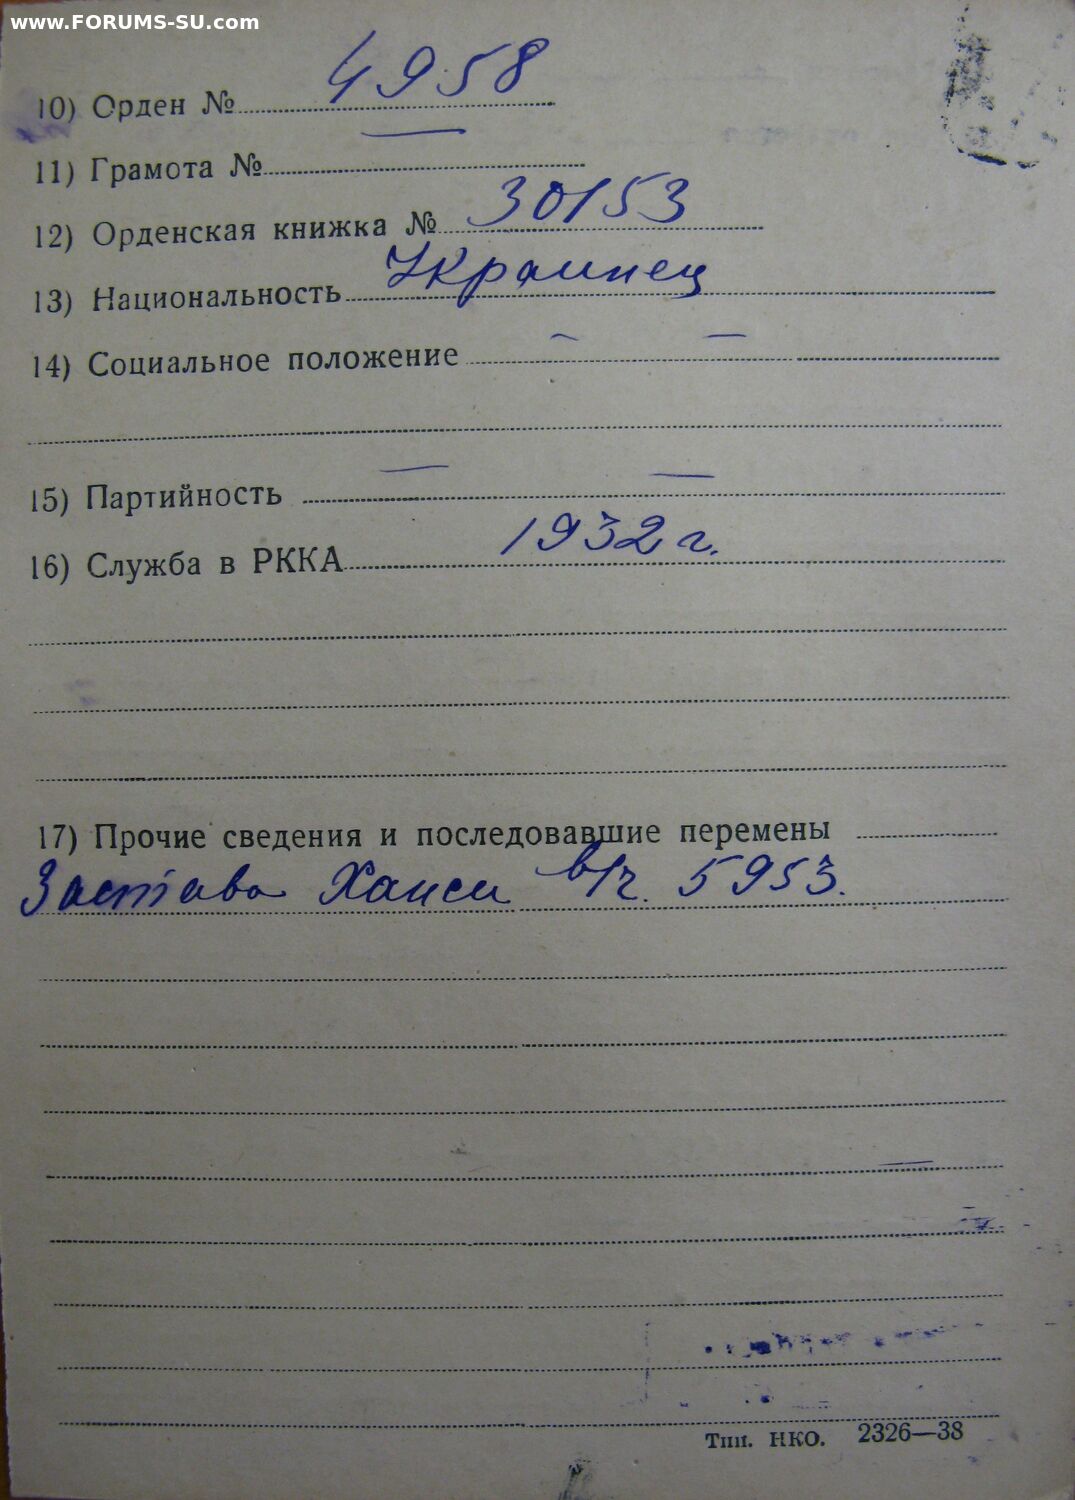 www.FORUMS-SU.com
10) Орден № 4958
11) Грамота № —
12) Орденская книжка № 30153
13) Национальность Украинец
14) Социальное положение — —
15) Партийность — —
16) Служба в РККА 1932 г.
17) Прочие сведения и последовавшие перемены
Застава Ханси в/ч. 5953.
Тип. НКО. 2326—38